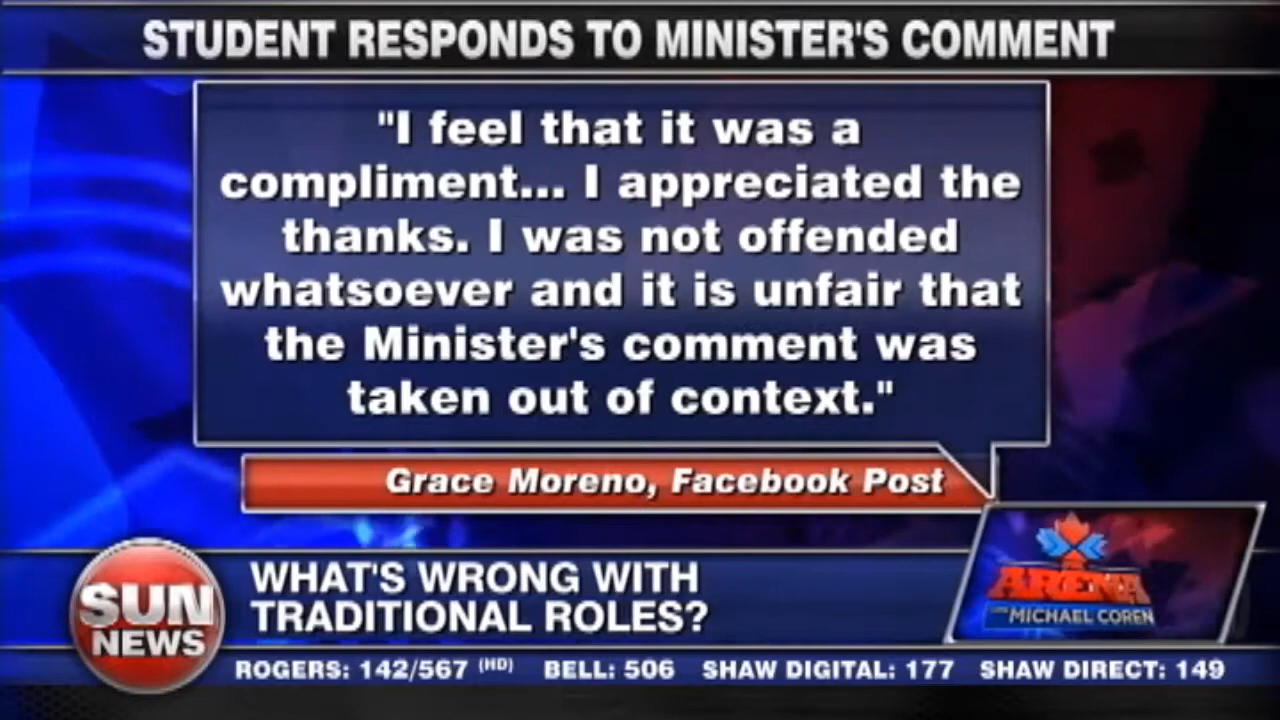 STUDENT RESPONDS TO MINISTER'S COMMENT
"I feel that it was a
compliment... I appreciated the
thanks. I was not offended
whatsoever and it is unfair that
the Minister's comment was
taken out of context."
Grace Moreno, Facebook Post
SUN
NEWS
WHAT'S WRONG WITH
TRADITIONAL ROLES?
ARENA
WITH MICHAEL COREN
ROGERS: 142/567 (HD) BELL: 506 SHAW DIGITAL: 177 SHAW DIRECT: 149